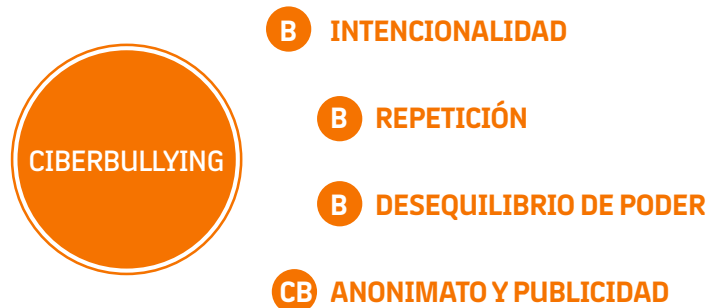 B INTENCIONALIDAD
B REPETICIÓN
CIBERBULLYING
B DESEQUILIBRIO DE PODER
CB ANONIMATO Y PUBLICIDAD